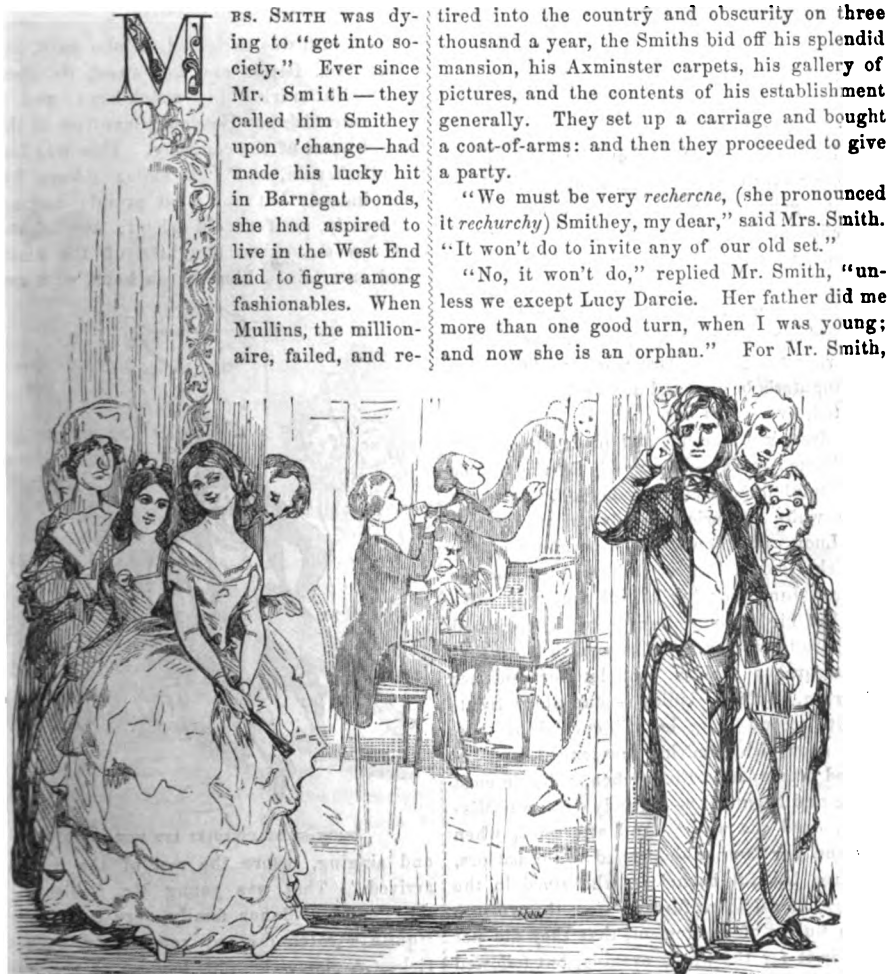 MRS. SMITH was dy-
ing to "get into so-
ciety." Ever since
Mr. Smith — they
called him Smithey
upon 'change—had
made his lucky hit
in Barnegat bonds,
she had aspired to
live in the West End
and to figure among
fashionables. When
Mullins, the million-
aire, failed, and re-
tired into the country and obscurity on three
thousand a year, the Smiths bid off his splendid
mansion, his Axminster carpets, his gallery of
pictures, and the contents of his establishment
generally. They set up a carriage and bought
a coat-of-arms: and then they proceeded to give
a party.
"We must be very rechercne, (she pronounced
it rechurchy) Smithey, my dear," said Mrs. Smith.
"It won't do to invite any of our old set."
"No, it won't do," replied Mr. Smith, "un-
less we except Lucy Darcie. Her father did me
more than one good turn, when I was young;
and now she is an orphan." For Mr. Smith,